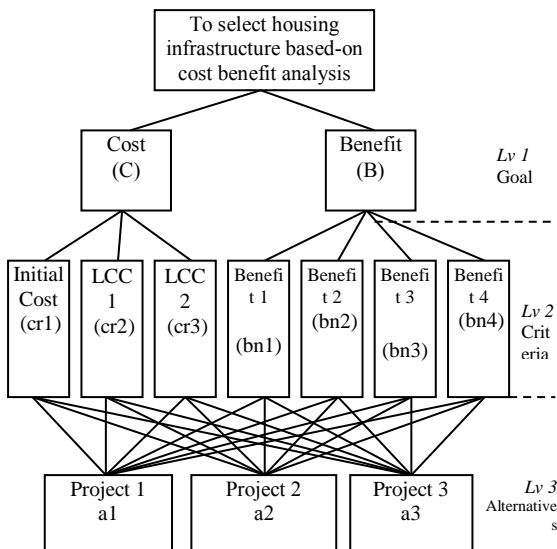 To select housing
infrastructure based-on
cost benefit analysis
Cost
(C)
Benefit
(B)
Lv 1
Goal
Initial
Cost
(cr1)
LCC
1
(cr2)
LCC
2
(cr3)
Benefi
t 1
(bn1)
Benefi
t 2
(bn2)
Benefi
t 3
(bn3)
Benefi
t 4
(bn4)
Lv 2
Crit
eria
Project 1
a1
Project 2
a2
Project 3
a3
Lv 3
Alternative
s